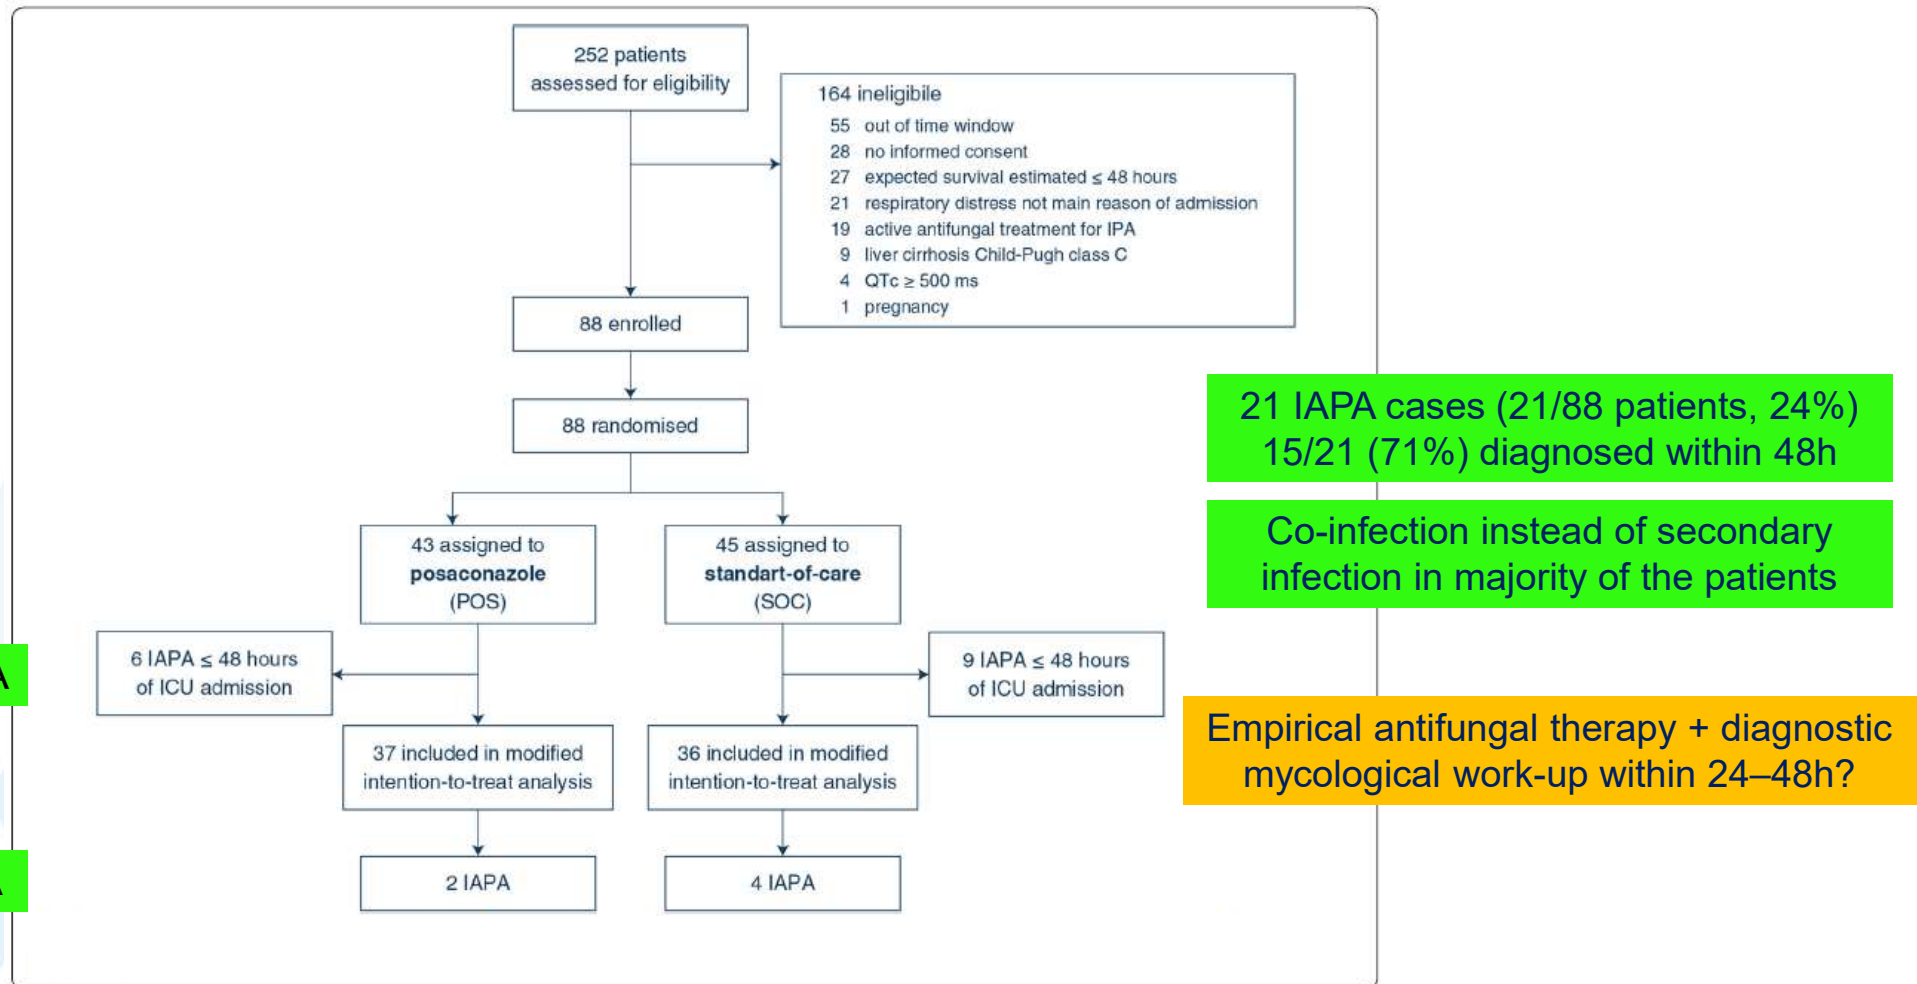 252 patients
assessed for eligibility
164 ineligibile
55 out of time window
28 no informed consent
27 expected survival estimated ≤ 48 hours
21 respiratory distress not main reason of admission
19 active antifungal treatment for IPA
9 liver cirrhosis Child-Pugh class C
4 QTc ≥ 500 ms
1 pregnancy
88 enrolled
88 randomised
43 assigned to
posaconazole
(POS)
45 assigned to
standart-of-care
(SOC)
6 IAPA ≤ 48 hours
of ICU admission
9 IAPA ≤ 48 hours
of ICU admission
37 included in modified
intention-to-treat analysis
36 included in modified
intention-to-treat analysis
2 IAPA
4 IAPA
21 IAPA cases (21/88 patients, 24%)
15/21 (71%) diagnosed within 48h
Co-infection instead of secondary
infection in majority of the patients
Empirical antifungal therapy + diagnostic
mycological work-up within 24–48h?